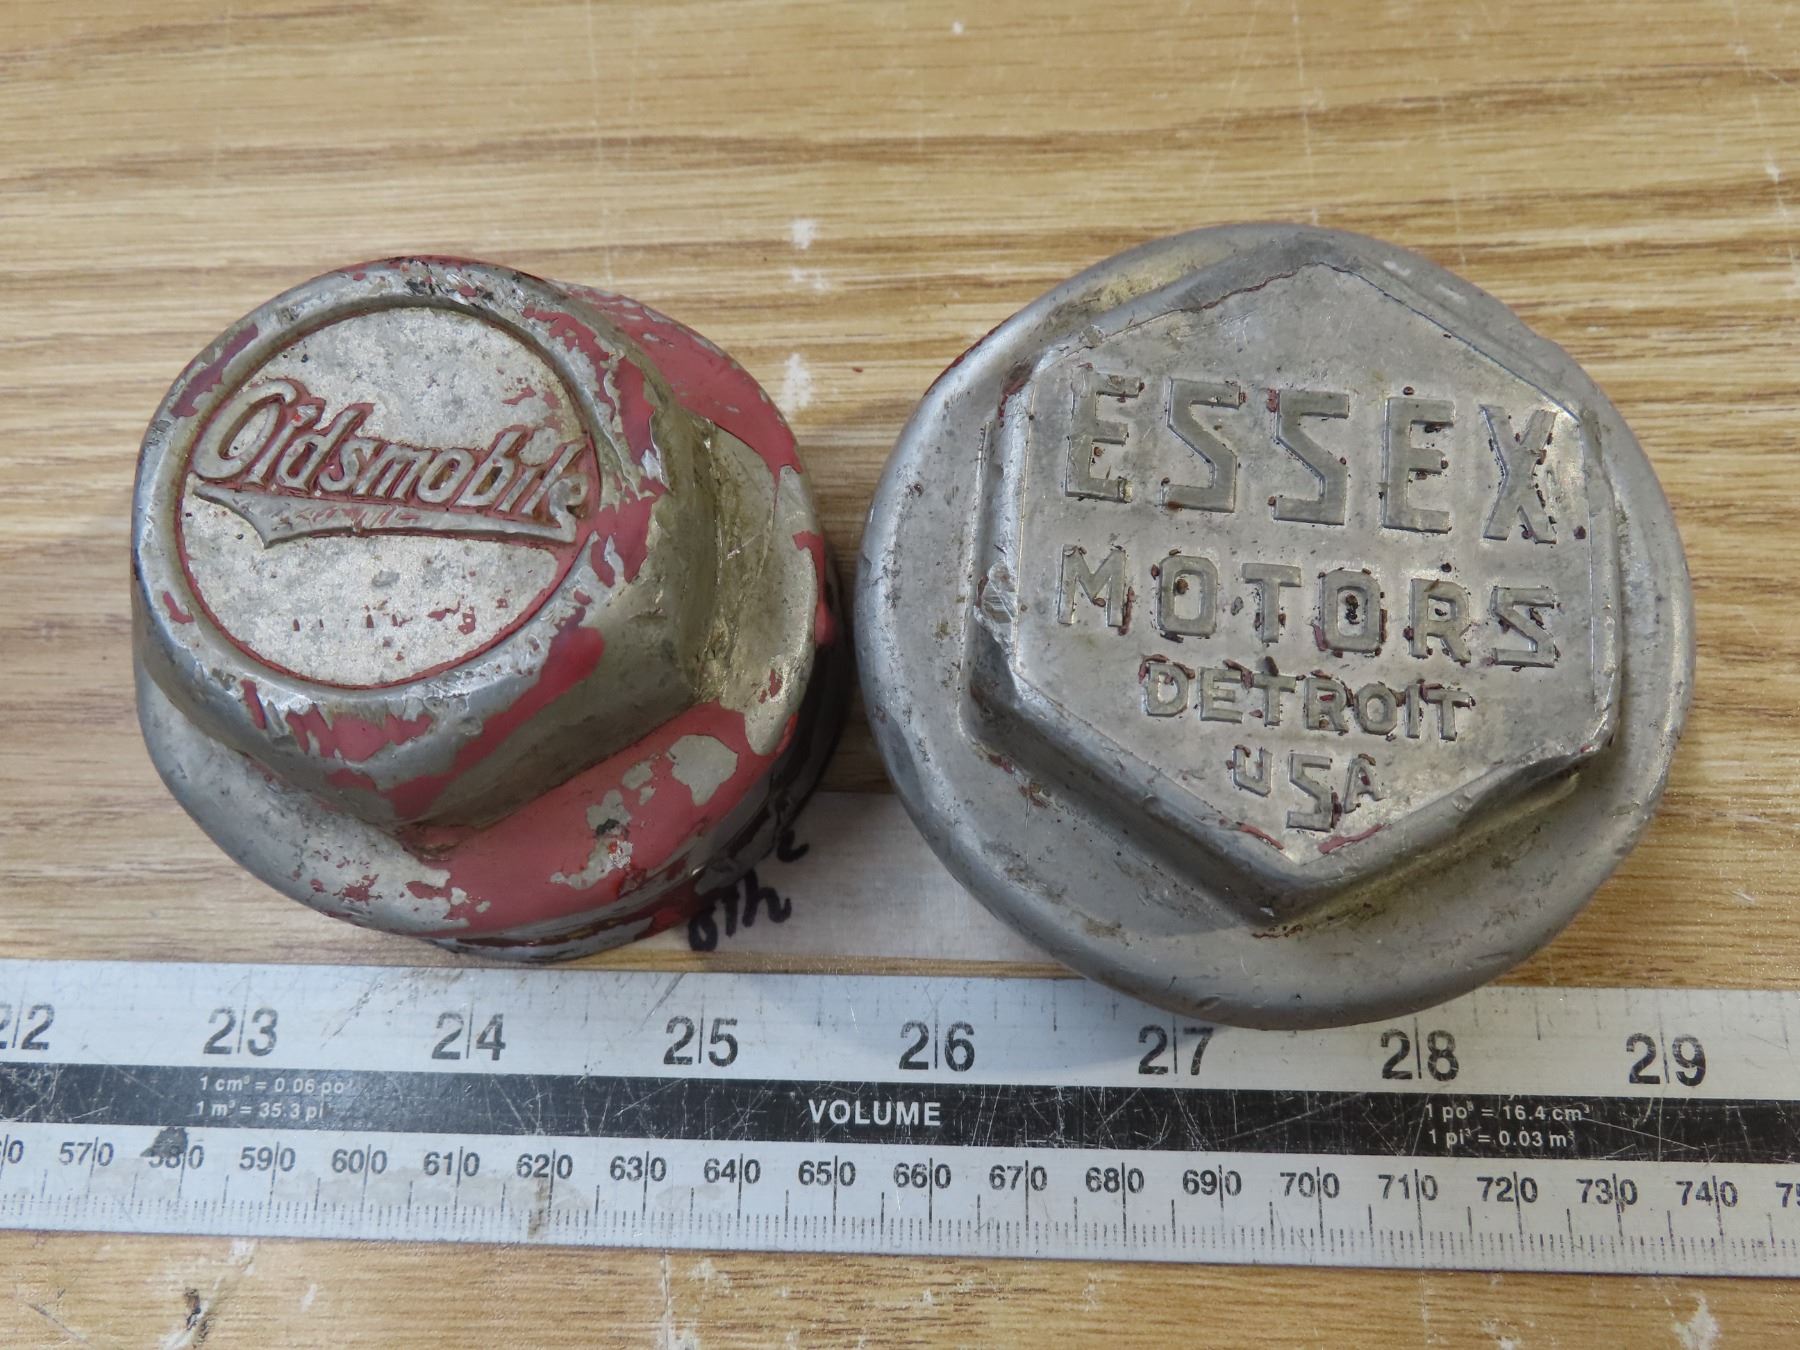 Oldsmobile
ESSEX
MOTORS
DETROIT
USA
22 23 24 25 26 27 28 29
1 cm³ = 0.06 po³
1 m³ = 35.3 pi
VOLUME
1 po³ = 16.4 cm³
1 pi³ = 0.03 m³
570 580 590 600 610 620 630 640 650 660 670 680 690 700 710 720 730 740